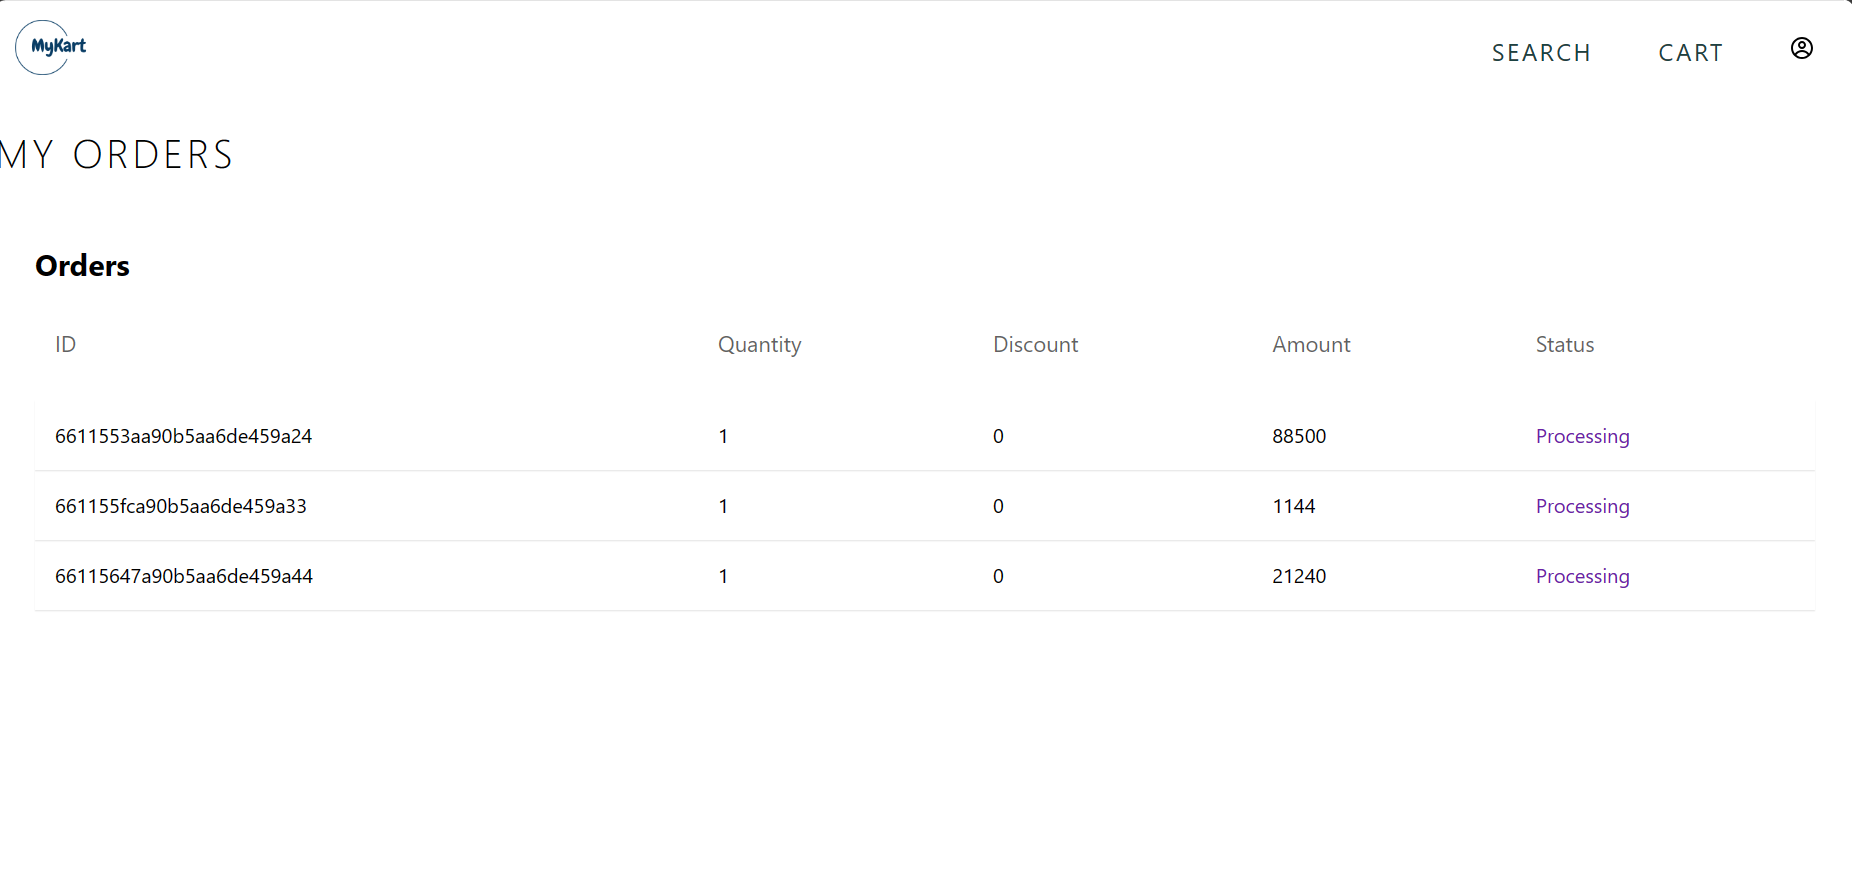 MyKart
SEARCH CART
MY ORDERS
Orders
ID Quantity Discount Amount Status
6611553aa90b5aa6de459a24 1 0 88500 Processing
661155fca90b5aa6de459a33 1 0 1144 Processing
66115647a90b5aa6de459a44 1 0 21240 Processing